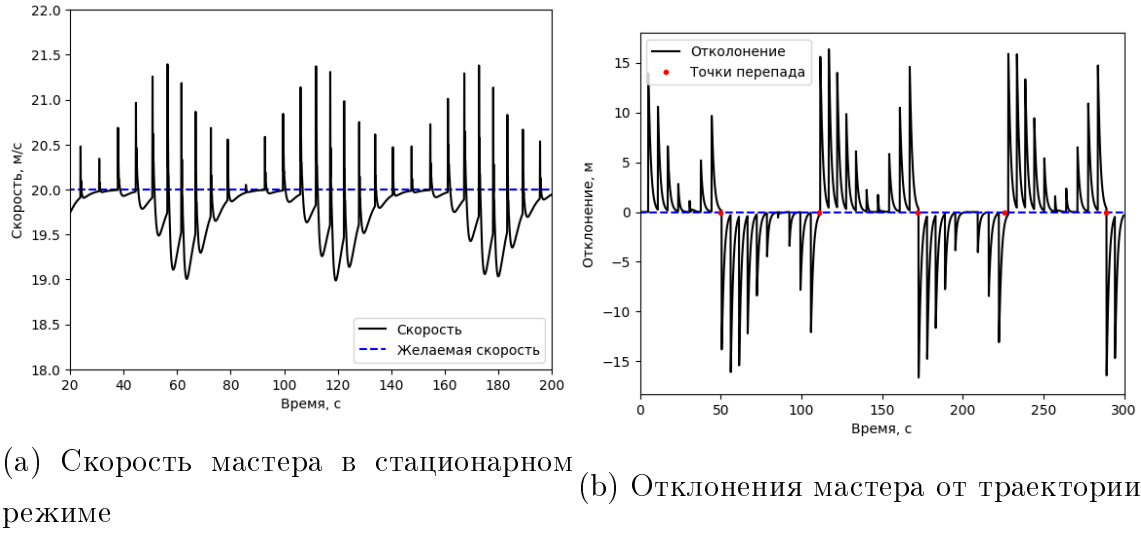 22.0
21.5
21.0
20.5
20.0
19.5
19.0
18.5
18.0
Скорость, м/с
Скорость
Желаемая скорость
20 40 60 80 100 120 140 160 180 200
Время, с
(a) Скорость мастера в стационарном
режиме
Отколонение
Точки перепада
15
10
5
0
−5
−10
−15
Отклонение, м
0 50 100 150 200 250 300
Время, с
(b) Отклонения мастера от траектории